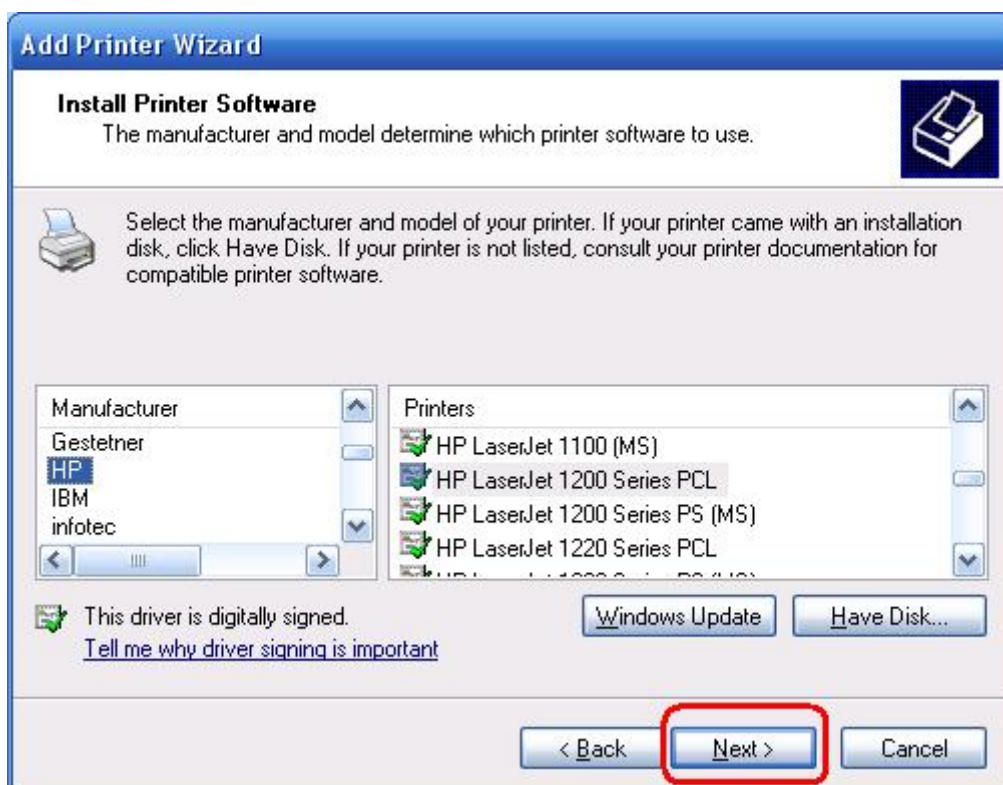 Add Printer Wizard
Install Printer Software
The manufacturer and model determine which printer software to use.
Select the manufacturer and model of your printer. If your printer came with an installation
disk, click Have Disk. If your printer is not listed, consult your printer documentation for
compatible printer software.
Manufacturer
Gestetner
HP
IBM
infotec
Printers
HP LaserJet 1100 (MS)
HP LaserJet 1200 Series PCL
HP LaserJet 1200 Series PS (MS)
HP LaserJet 1220 Series PCL
This driver is digitally signed.
Tell me why driver signing is important
Windows Update
Have Disk...
< Back
Next >
Cancel